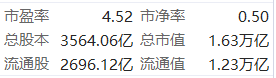 市盈率 4.52 市净率 0.50
总股本 3564.06亿 总市值 1.63万亿
流通股 2696.12亿 流通值 1.23万亿